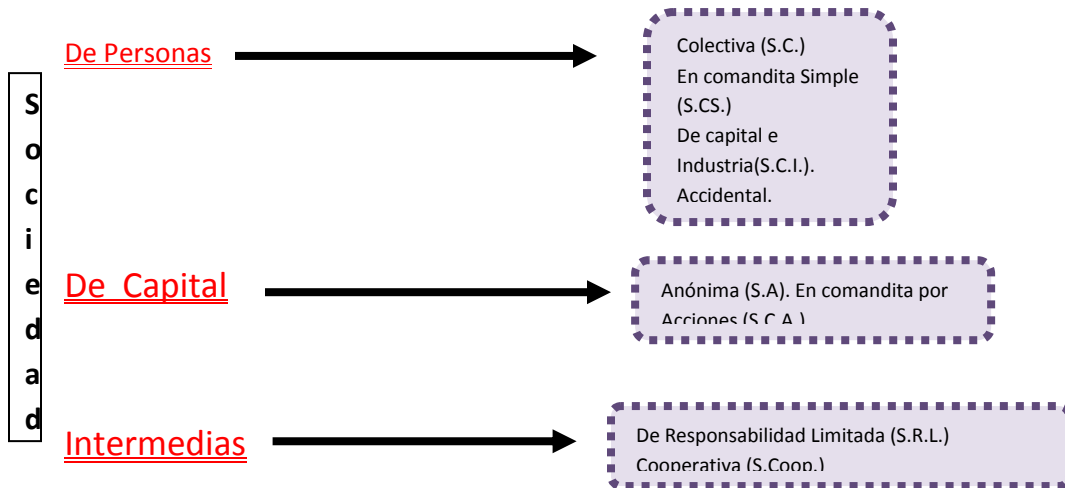 Sociedad
De Personas
Colectiva (S.C.)
En comandita Simple
(S.CS.)
De capital e
Industria(S.C.I.).
Accidental.
De Capital
Anónima (S.A). En comandita por
Acciones (S.C.A.)
Intermedias
De Responsabilidad Limitada (S.R.L.)
Cooperativa (S.Coop.)